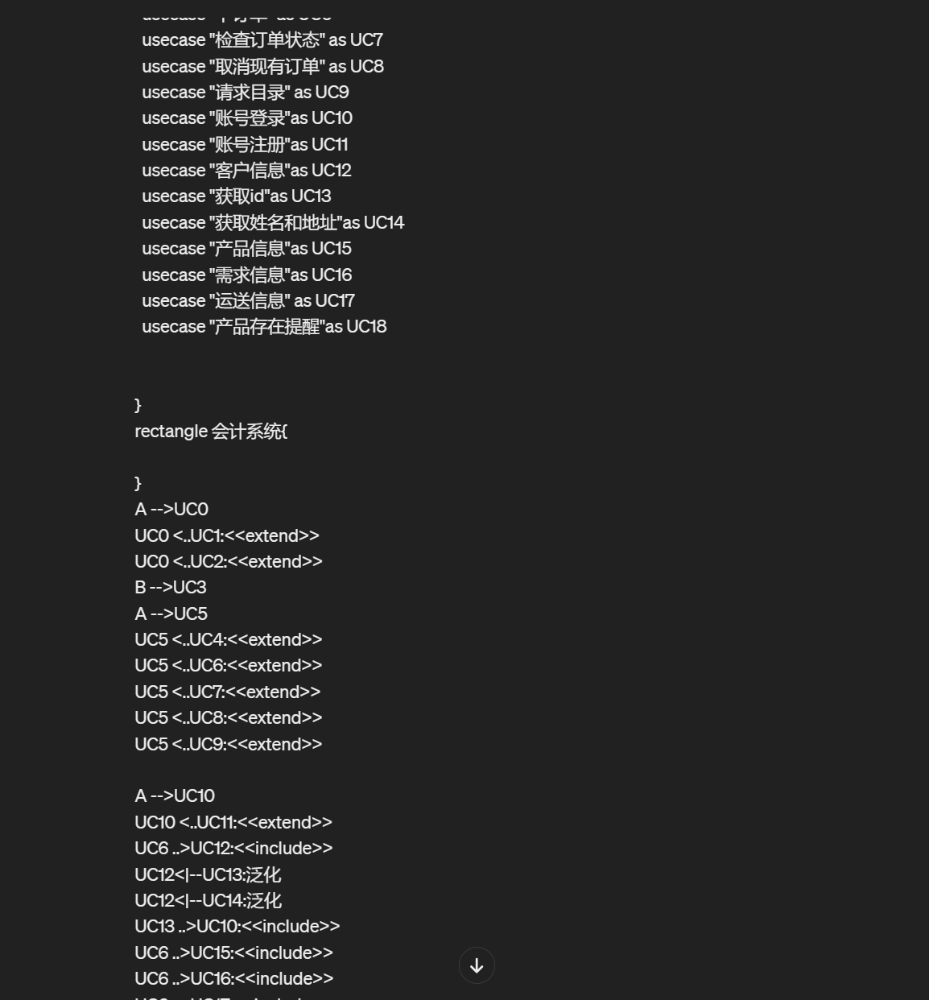 usecase "下订单" as UC6
usecase "检查订单状态" as UC7
usecase "取消现有订单" as UC8
usecase "请求目录" as UC9
usecase "账号登录"as UC10
usecase "账号注册"as UC11
usecase "客户信息"as UC12
usecase "获取id"as UC13
usecase "获取姓名和地址"as UC14
usecase "产品信息"as UC15
usecase "需求信息"as UC16
usecase "运送信息" as UC17
usecase "产品存在提醒"as UC18
}
rectangle 会计系统{
}
A -->UC0
UC0 <..UC1:<<extend>>
UC0 <..UC2:<<extend>>
B -->UC3
A -->UC5
UC5 <..UC4:<<extend>>
UC5 <..UC6:<<extend>>
UC5 <..UC7:<<extend>>
UC5 <..UC8:<<extend>>
UC5 <..UC9:<<extend>>
A -->UC10
UC10 <..UC11:<<extend>>
UC6 ..>UC12:<<include>>
UC12<|--UC13:泛化
UC12<|--UC14:泛化
UC13 ..>UC10:<<include>>
UC6 ..>UC15:<<include>>
UC6 ..>UC16:<<include>>